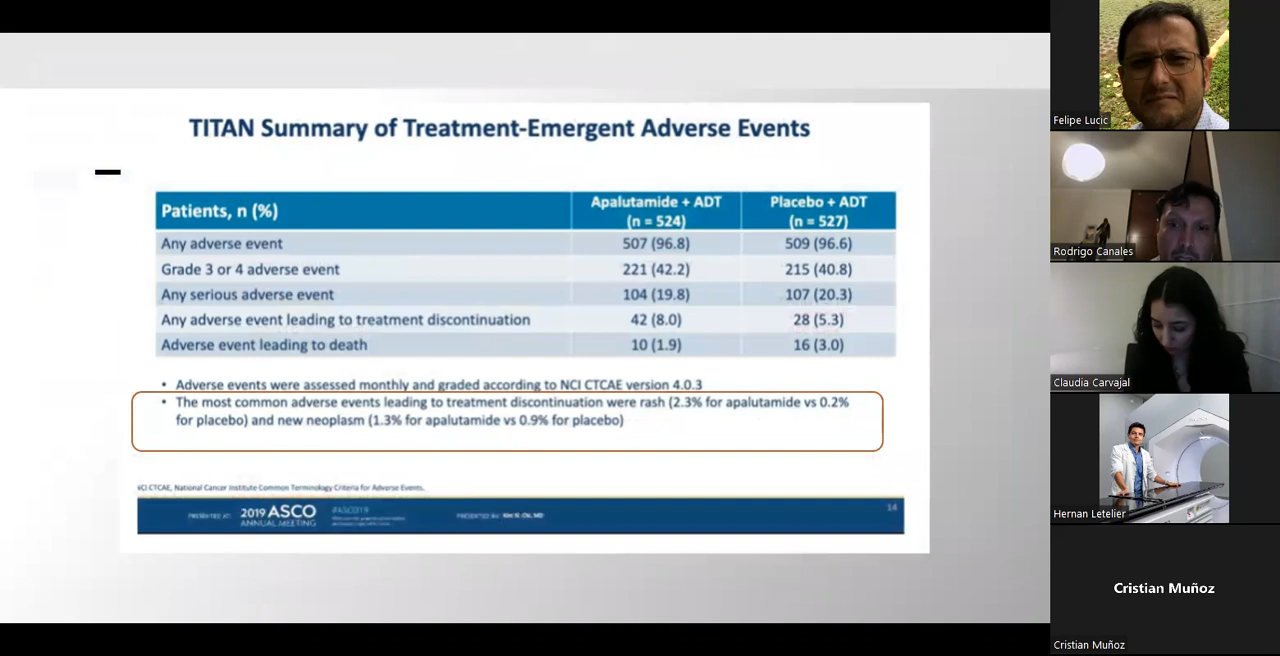 TITAN Summary of Treatment-Emergent Adverse Events
Patients, n (%) Apalutamide + ADT (n = 524) Placebo + ADT (n = 527)
Any adverse event 507 (96.8) 509 (96.6)
Grade 3 or 4 adverse event 221 (42.2) 215 (40.8)
Any serious adverse event 104 (19.8) 107 (20.3)
Any adverse event leading to treatment discontinuation 42 (8.0) 28 (5.3)
Adverse event leading to death 10 (1.9) 16 (3.0)
• Adverse events were assessed monthly and graded according to NCI CTCAE version 4.0.3
• The most common adverse events leading to treatment discontinuation were rash (2.3% for apalutamide vs 0.2%
for placebo) and new neoplasm (1.3% for apalutamide vs 0.9% for placebo)
NCI CTCAE, National Cancer Institute Common Terminology Criteria for Adverse Events.
PRESENTED AT: 2019 ASCO
ANNUAL MEETING
#ASCO19
PRESENTED BY:
14
Felipe Lucic
Rodrigo Canales
Claudia Carvajal
Hernan Letelier
Cristian Muñoz
Cristian Muñoz